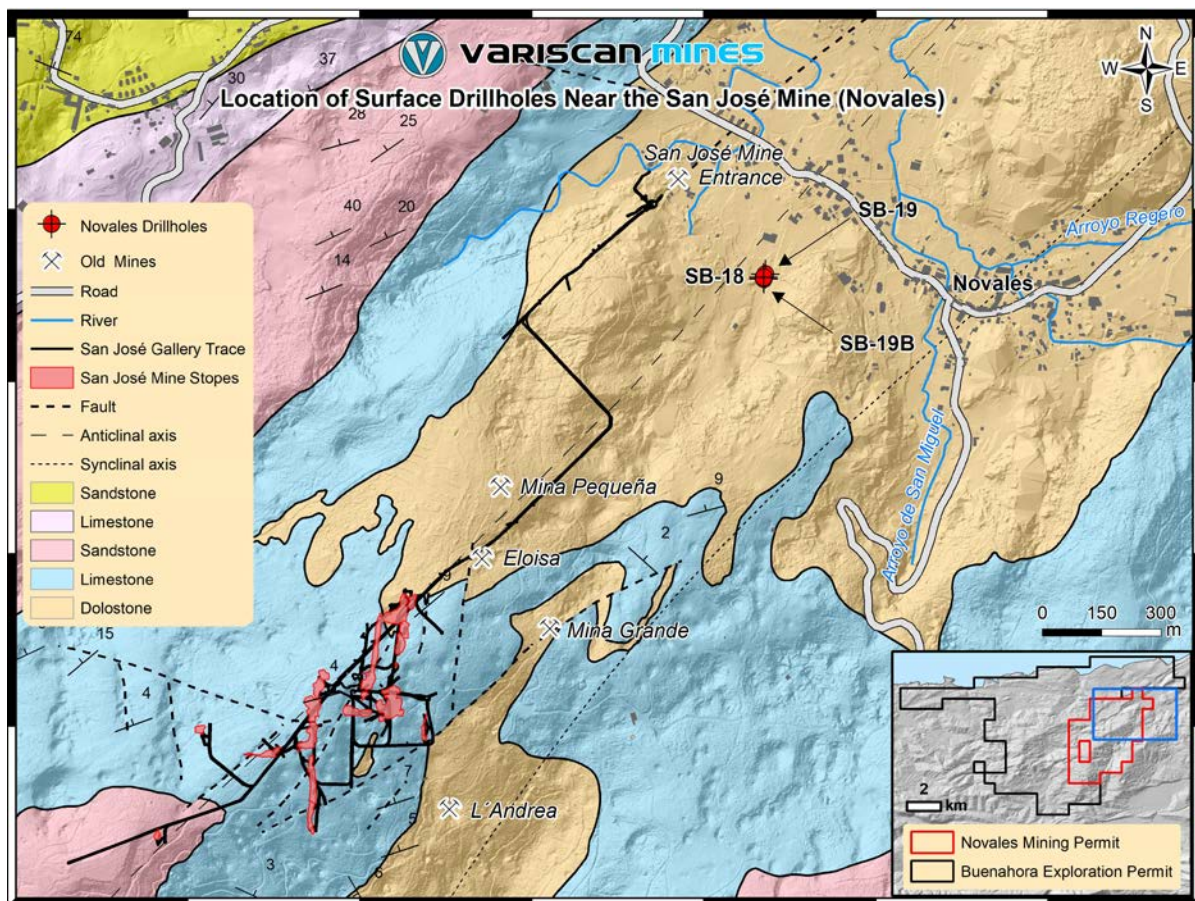 VARISCAN MINES
Location of Surface Drillholes Near the San José Mine (Novales)
N
W E
S
74
30
37
28
25
40
20
14
San José Mine
Entrance
SB-19
SB-18
SB-19B
Novales
Arroyo Regero
Arroyo de San Miguel
Novales Drillholes
Old Mines
Road
River
San José Gallery Trace
San José Mine Stopes
Fault
Anticlinal axis
Synclinal axis
Sandstone
Limestone
Sandstone
Limestone
Dolostone
Mina Pequeña
9
2
Eloisa
9
Mina Grande
15
4
4
7
5
L´Andrea
3
6
0 150 300
m
2
km
Novales Mining Permit
Buenahora Exploration Permit